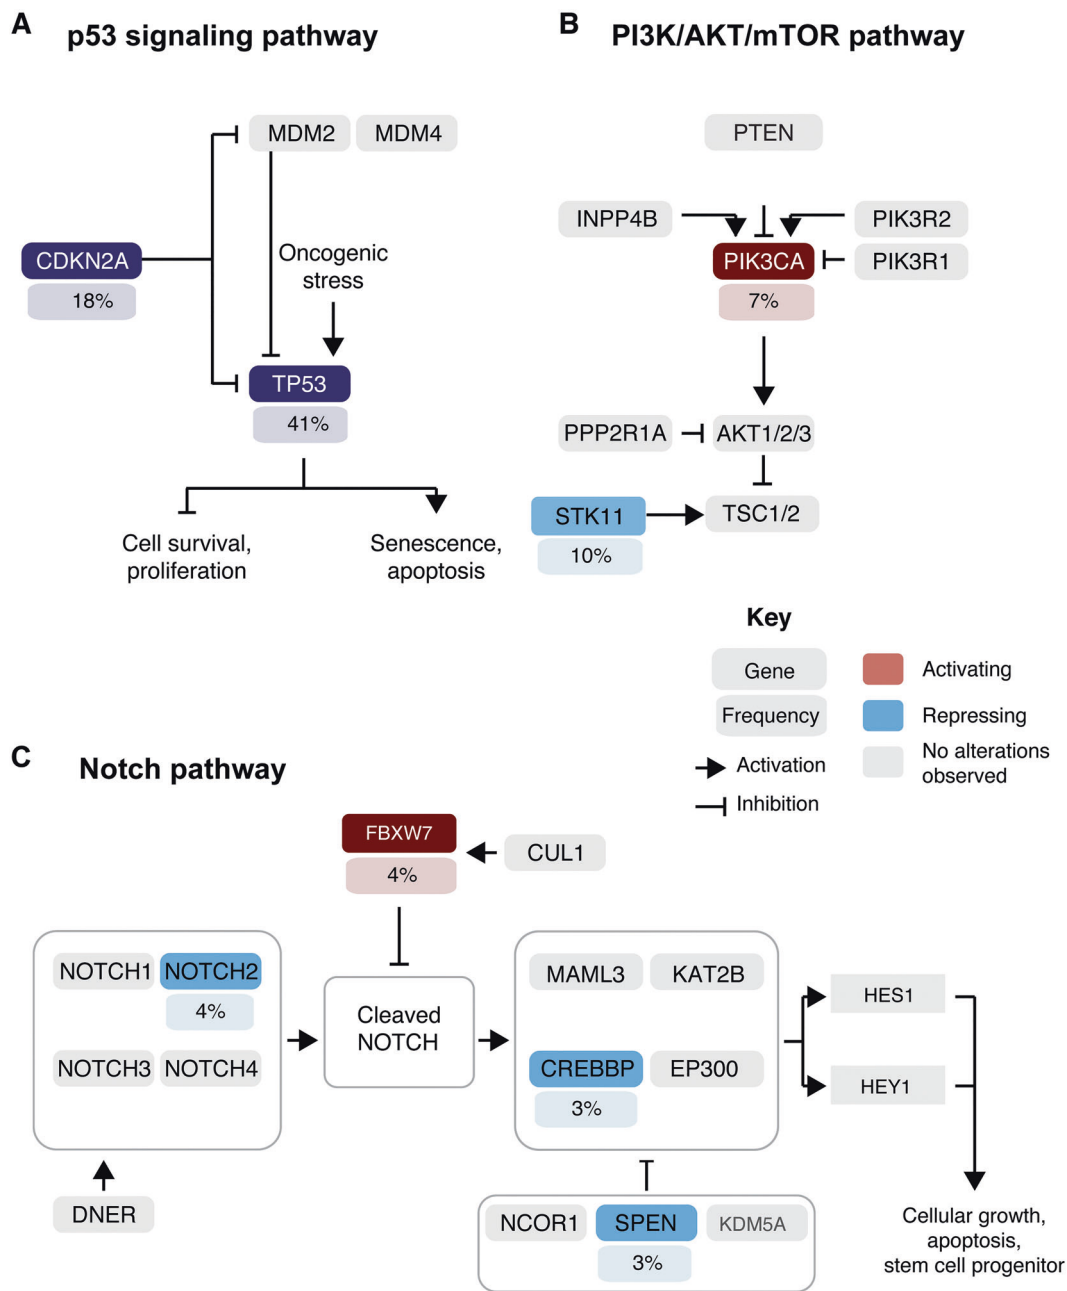 A
p53 signaling pathway
MDM2
MDM4
CDKN2A
18%
Oncogenic
stress
TP53
41%
Cell survival,
proliferation
Senescence,
apoptosis
B
PI3K/AKT/mTOR pathway
PTEN
INPP4B
PIK3R2
PIK3CA
PIK3R1
7%
PPP2R1A
AKT1/2/3
STK11
TSC1/2
10%
Key
Gene
Frequency
Activation
Inhibition
Activating
Repressing
No alterations
observed
C
Notch pathway
FBXW7
4%
CUL1
NOTCH1
NOTCH2
4%
NOTCH3
NOTCH4
DNER
Cleaved
NOTCH
MAML3
KAT2B
CREBBP
EP300
3%
NCOR1
SPEN
KDM5A
3%
HES1
HEY1
Cellular growth,
apoptosis,
stem cell progenitor